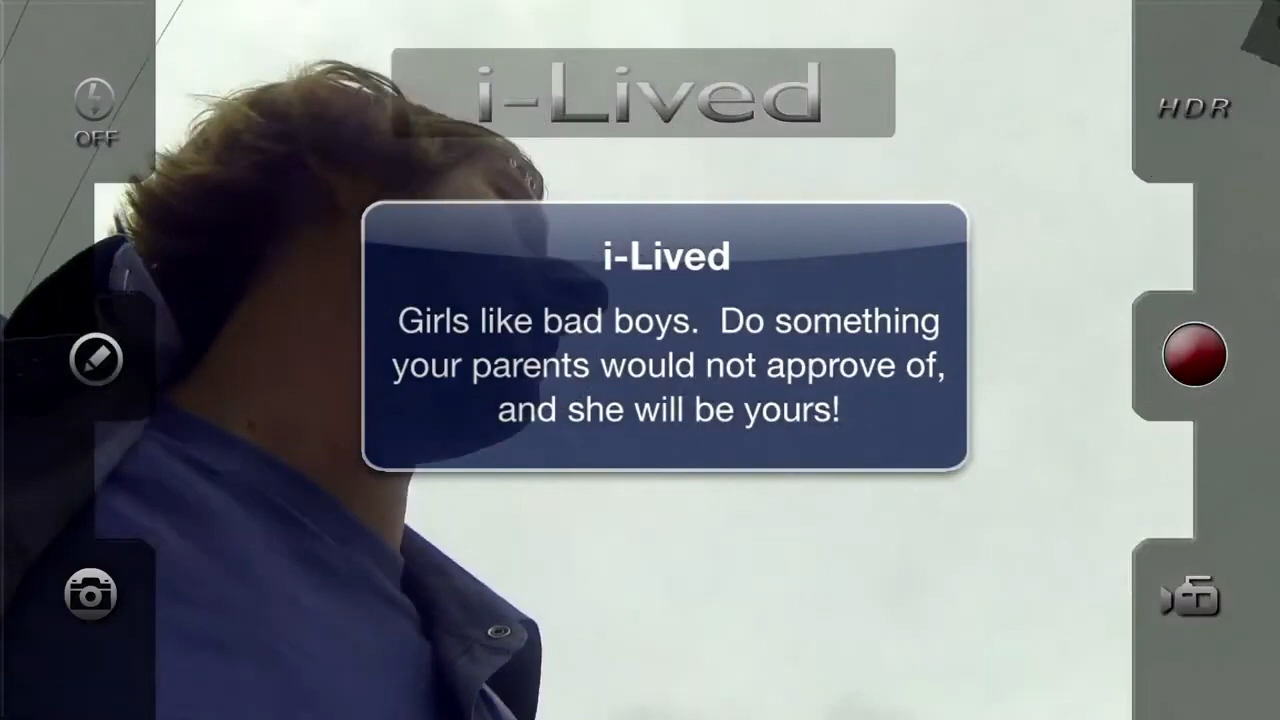 i-Lived
HDR
OFF
i-Lived
Girls like bad boys.  Do something
your parents would not approve of,
and she will be yours!